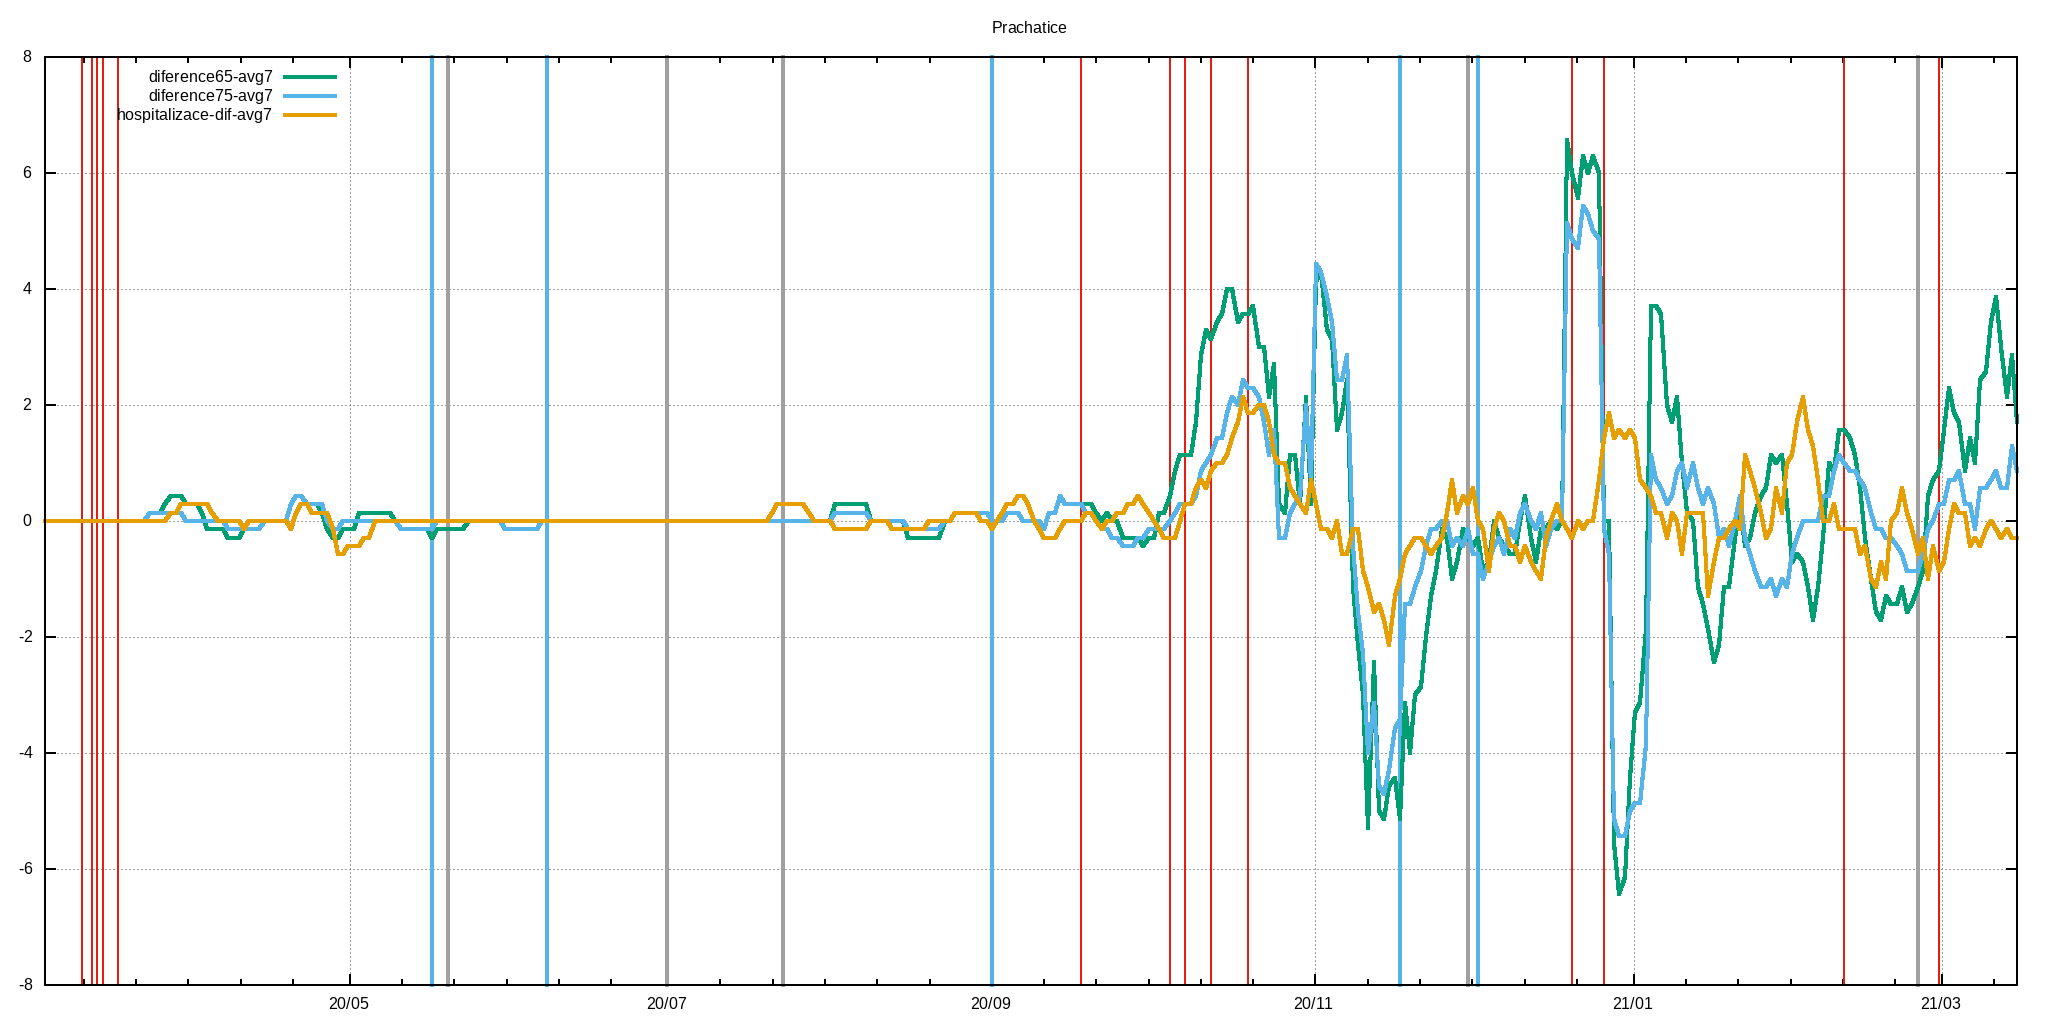 Prachatice
diference65-avg7
diference75-avg7
hospitalizace-dif-avg7
8
6
4
2
0
-2
-4
-6
-8
20/05 20/07 20/09 20/11 21/01 21/03